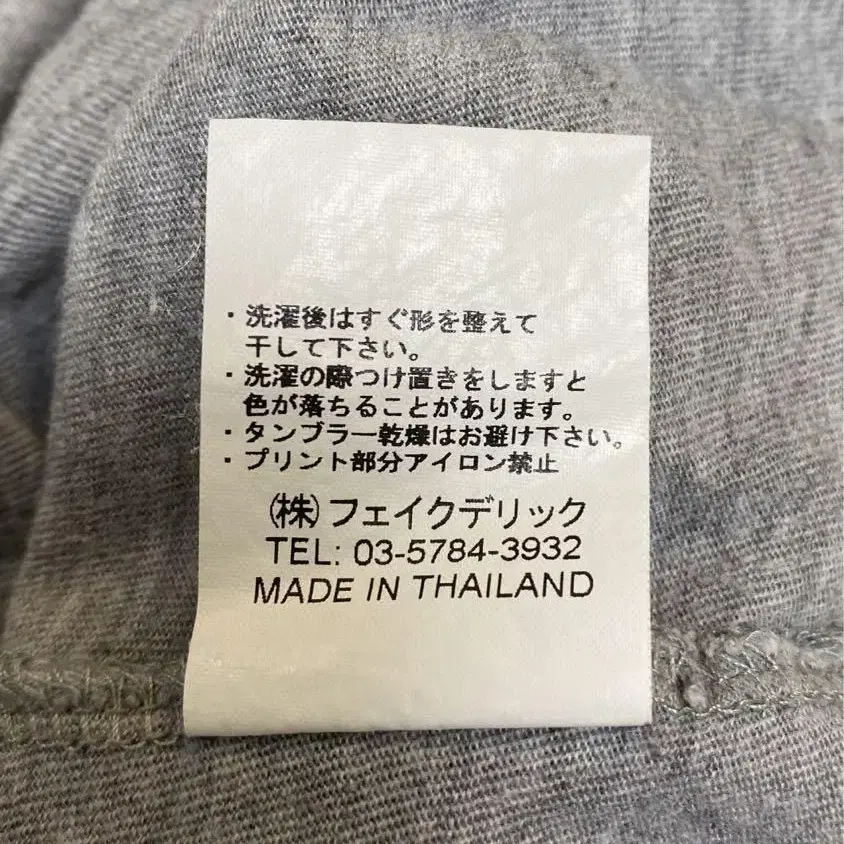 ・洗濯後はすぐ形を整えて
干して下さい。
・洗濯の際つけ置きをしますと
色が落ちることがあります。
・タンブラー乾燥はお避け下さい。
・プリント部分アイロン禁止
(株)フェイクデリック
TEL: 03-5784-3932
MADE IN THAILAND